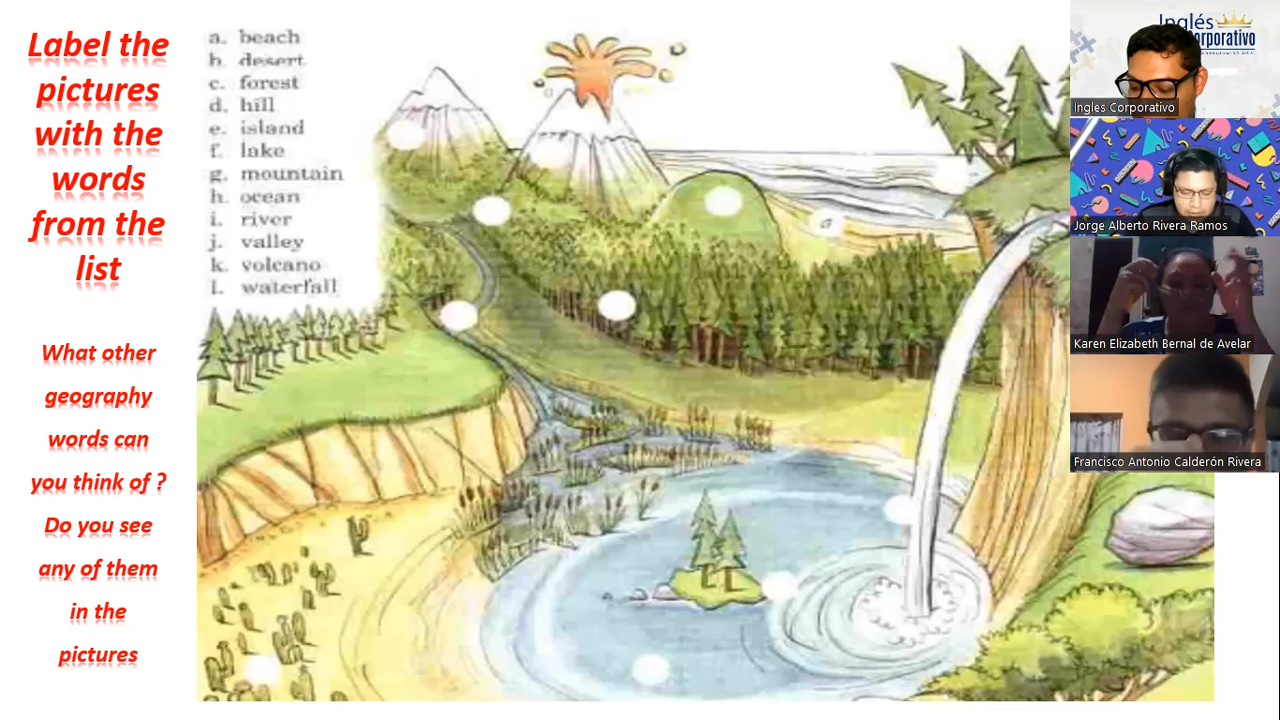 Label the
pictures
with the
words
from the
list
What other
geography
words can
you think of ?
Do you see
any of them
in the
pictures
a. beach
b. desert
c. forest
d. hill
e. island
f. lake
g. mountain
h. ocean
i. river
j. valley
k. volcano
l. waterfall
a
Inglés
Corporativo
Ingles Corporativo
Jorge Alberto Rivera Ramos
Karen Elizabeth Bernal de Avelar
Francisco Antonio Calderón Rivera